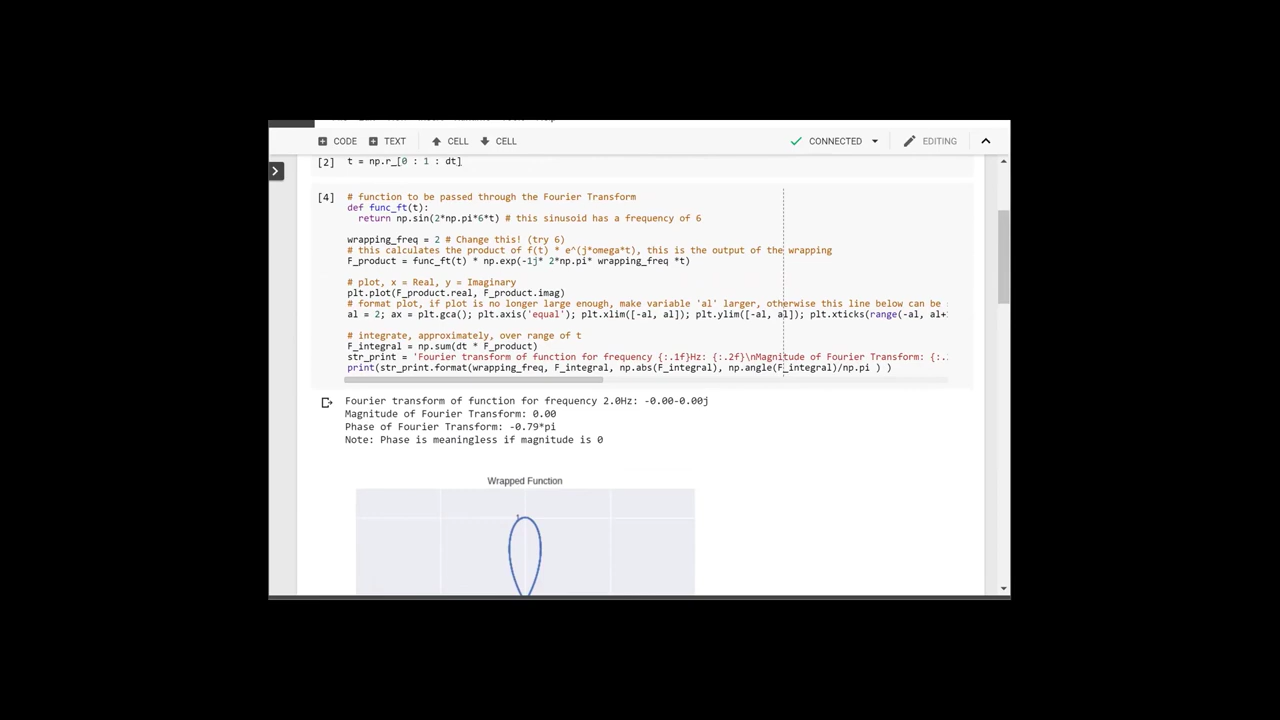 CODE TEXT CELL CELL CONNECTED EDITING
[2] t = np.r_[0 : 1 : dt]
[4] # function to be passed through the Fourier Transform
def func_ft(t):
return np.sin(2*np.pi*6*t) # this sinusoid has a frequency of 6
wrapping_freq = 2 # Change this! (try 6)
# this calculates the product of f(t) * e^(j*omega*t), this is the output of the wrapping
F_product = func_ft(t) * np.exp(-1j* 2*np.pi* wrapping_freq *t)
# plot, x = Real, y = Imaginary
plt.plot(F_product.real, F_product.imag)
# format plot, if plot is no longer large enough, make variable 'al' larger, otherwise this line below can be
al = 2; ax = plt.gca(); plt.axis('equal'); plt.xlim([-al, al]); plt.ylim([-al, al]); plt.xticks(range(-al, al+
# integrate, approximately, over range of t
F_integral = np.sum(dt * F_product)
str_print = 'Fourier transform of function for frequency {:.1f}Hz: {:.2f}\nMagnitude of Fourier Transform: {:.
print(str_print.format(wrapping_freq, F_integral, np.abs(F_integral), np.angle(F_integral)/np.pi ) )
Fourier transform of function for frequency 2.0Hz: -0.00-0.00j
Magnitude of Fourier Transform: 0.00
Phase of Fourier Transform: -0.79*pi
Note: Phase is meaningless if magnitude is 0
Wrapped Function
1